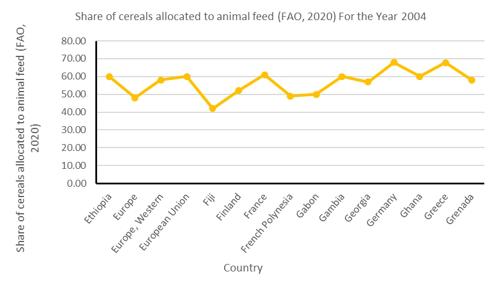 Share of cereals allocated to animal feed (FAO, 2020) For the Year 2004
Share of cereals allocated to animal feed (FAO,
2020)
80.00
70.00
60.00
50.00
40.00
30.00
20.00
10.00
0.00
Ethiopia
Europe
Europe, Western
European Union
Fiji
Finland
France
French Polynesia
Gabon
Gambia
Georgia
Germany
Ghana
Greece
Grenada
Country